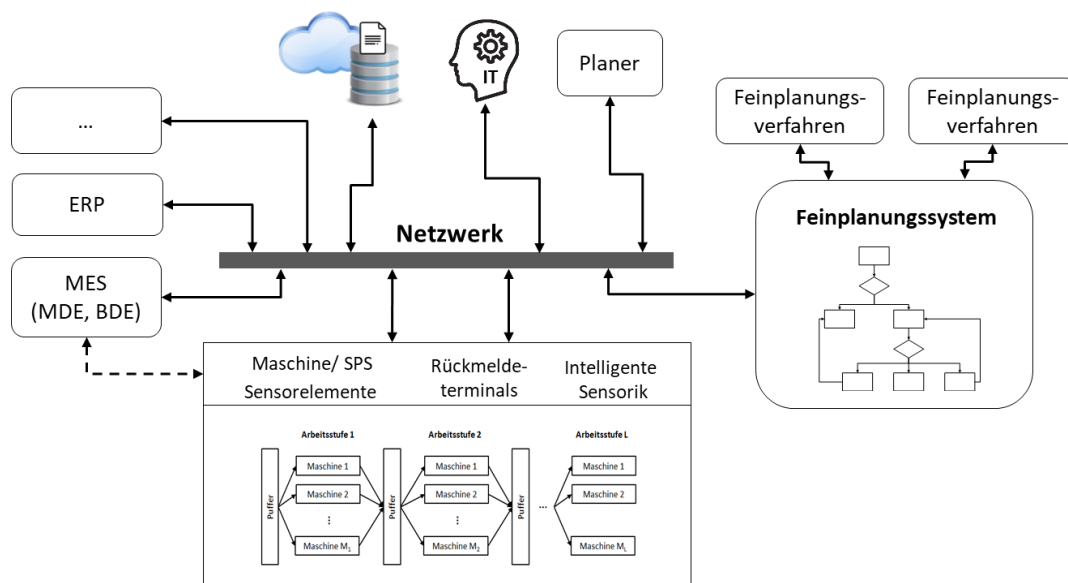 IT
Planer
...
Feinplanungs-
verfahren
Feinplanungs-
verfahren
ERP
Netzwerk
Feinplanungssystem
MES
(MDE, BDE)
Maschine/ SPS
Sensorelemente
Rückmelde-
terminals
Intelligente
Sensorik
Arbeitsstufe 1
Arbeitsstufe 2
Arbeitsstufe L
Puffer
Maschine 1
Maschine 2
⋮
Maschine M₁
Puffer
Maschine 1
Maschine 2
⋮
Maschine M₂
Puffer
...
Maschine 1
Maschine 2
⋮
Maschine M_L